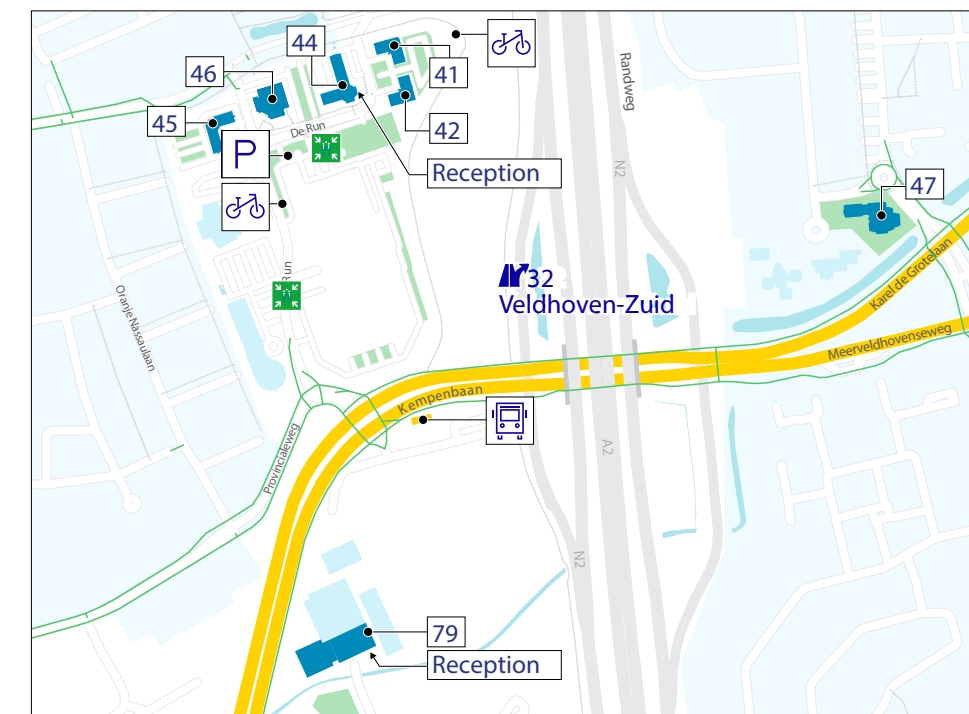 44
41
46
Randweg
45
De Run
42
P
Reception
N2
47
Run
32
Veldhoven-Zuid
Oranje Nassaulaan
Karel de Grotelaan
Meerveldhovenseweg
Kempenbaan
Provincialeweg
A2
N2
79
Reception